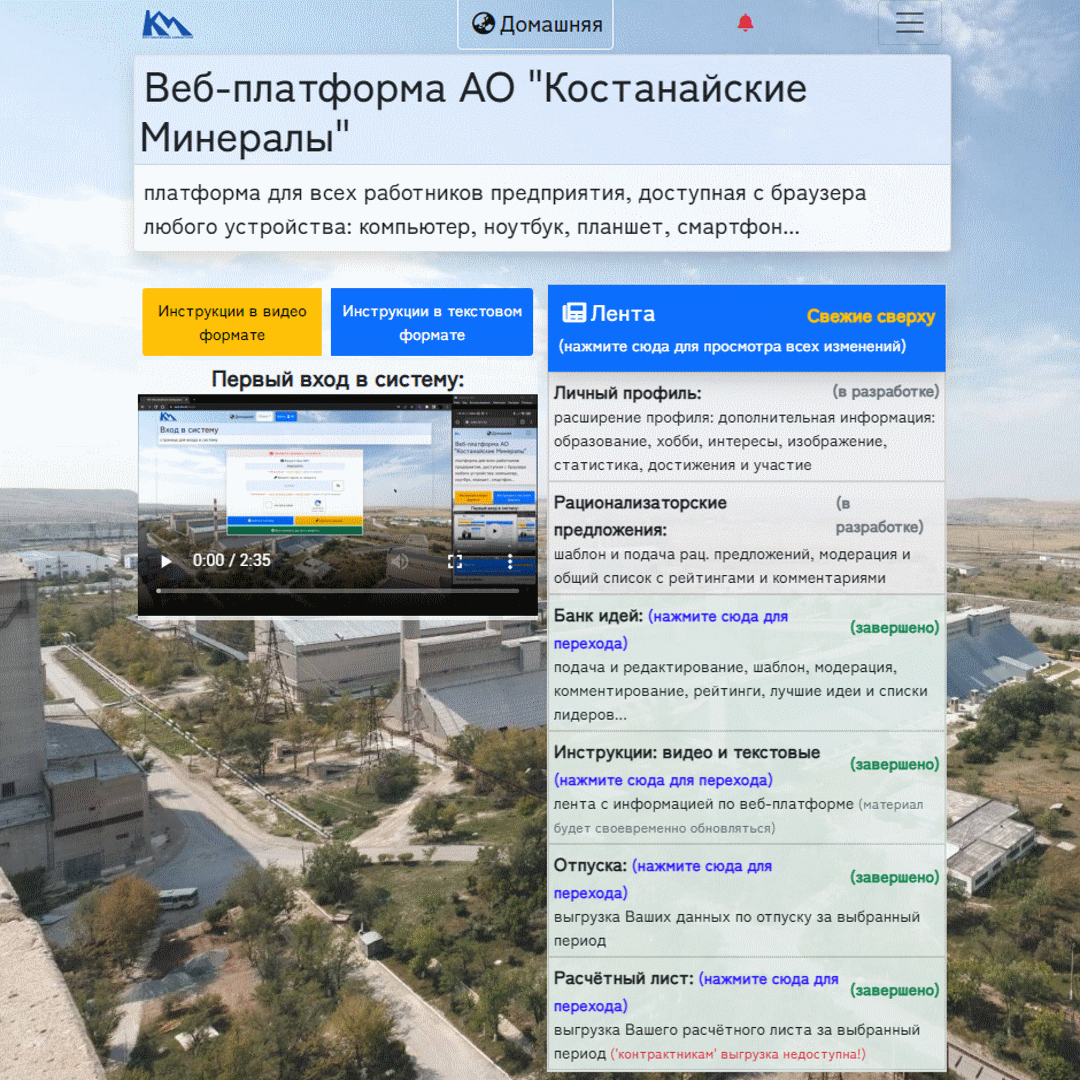 КМ
Домашняя
Веб-платформа АО "Костанайские
Минералы"
платформа для всех работников предприятия, доступная с браузера
любого устройства: компьютер, ноутбук, планшет, смартфон...
Инструкции в видео
формате
Инструкции в текстовом
формате
Первый вход в систему:
Вход в систему
Домашняя
Веб-платформа АО
"Костанайские Минералы"
0:00 / 2:35
Лента
Свежие сверху
(нажмите сюда для просмотра всех изменений)
Личный профиль:
(в разработке)
расширение профиля: дополнительная информация:
образование, хобби, интересы, изображение,
статистика, достижения и участие
Рационализаторские
предложения:
(в
разработке)
шаблон и подача рац. предложений, модерация и
общий список с рейтингами и комментариями
Банк идей: (нажмите сюда для
перехода)
(завершено)
подача и редактирование, шаблон, модерация,
комментирование, рейтинги, лучшие идеи и списки
лидеров...
Инструкции: видео и текстовые
(нажмите сюда для перехода)
(завершено)
лента с информацией по веб-платформе (материал
будет своевременно обновляться)
Отпуска: (нажмите сюда для
перехода)
(завершено)
выгрузка Ваших данных по отпуску за выбранный
период
Расчётный лист: (нажмите сюда для
перехода)
(завершено)
выгрузка Вашего расчётного листа за выбранный
период ('контрактникам' выгрузка недоступна!)